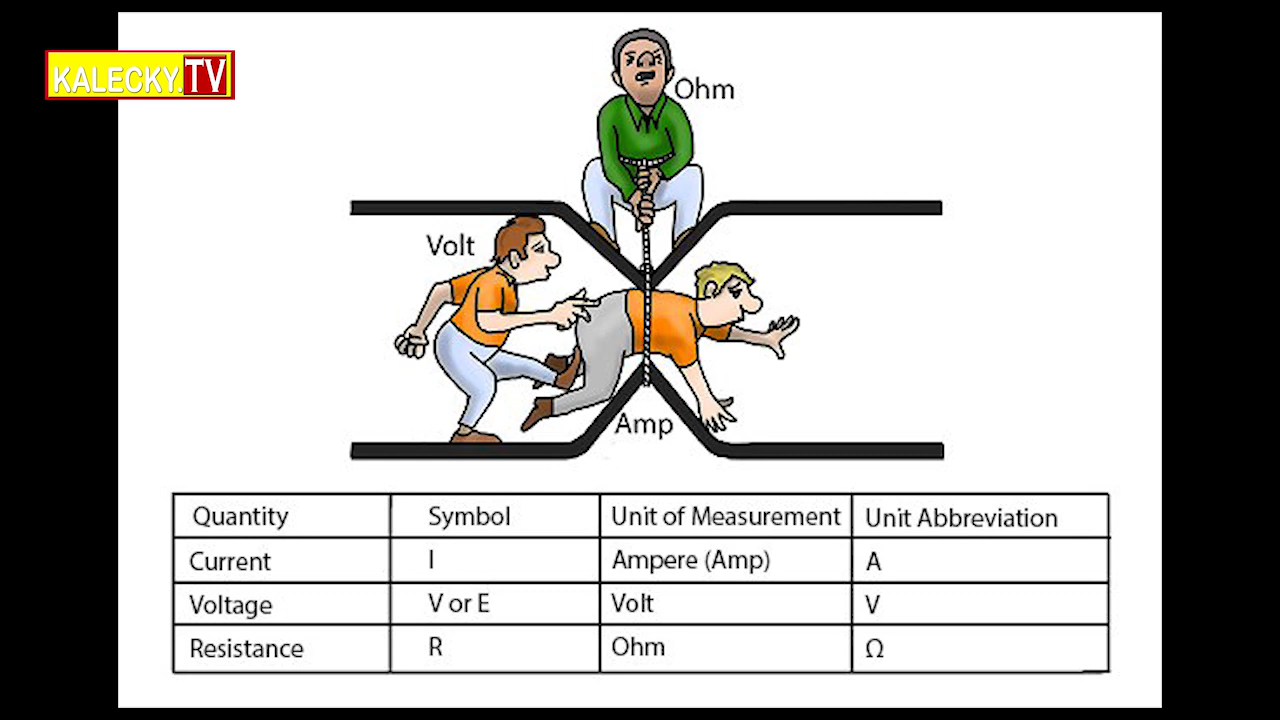 KALECKY.TV
Ohm
Volt
Amp
Quantity Symbol Unit of Measurement Unit Abbreviation
Current I Ampere (Amp) A
Voltage V or E Volt V
Resistance R Ohm Ω